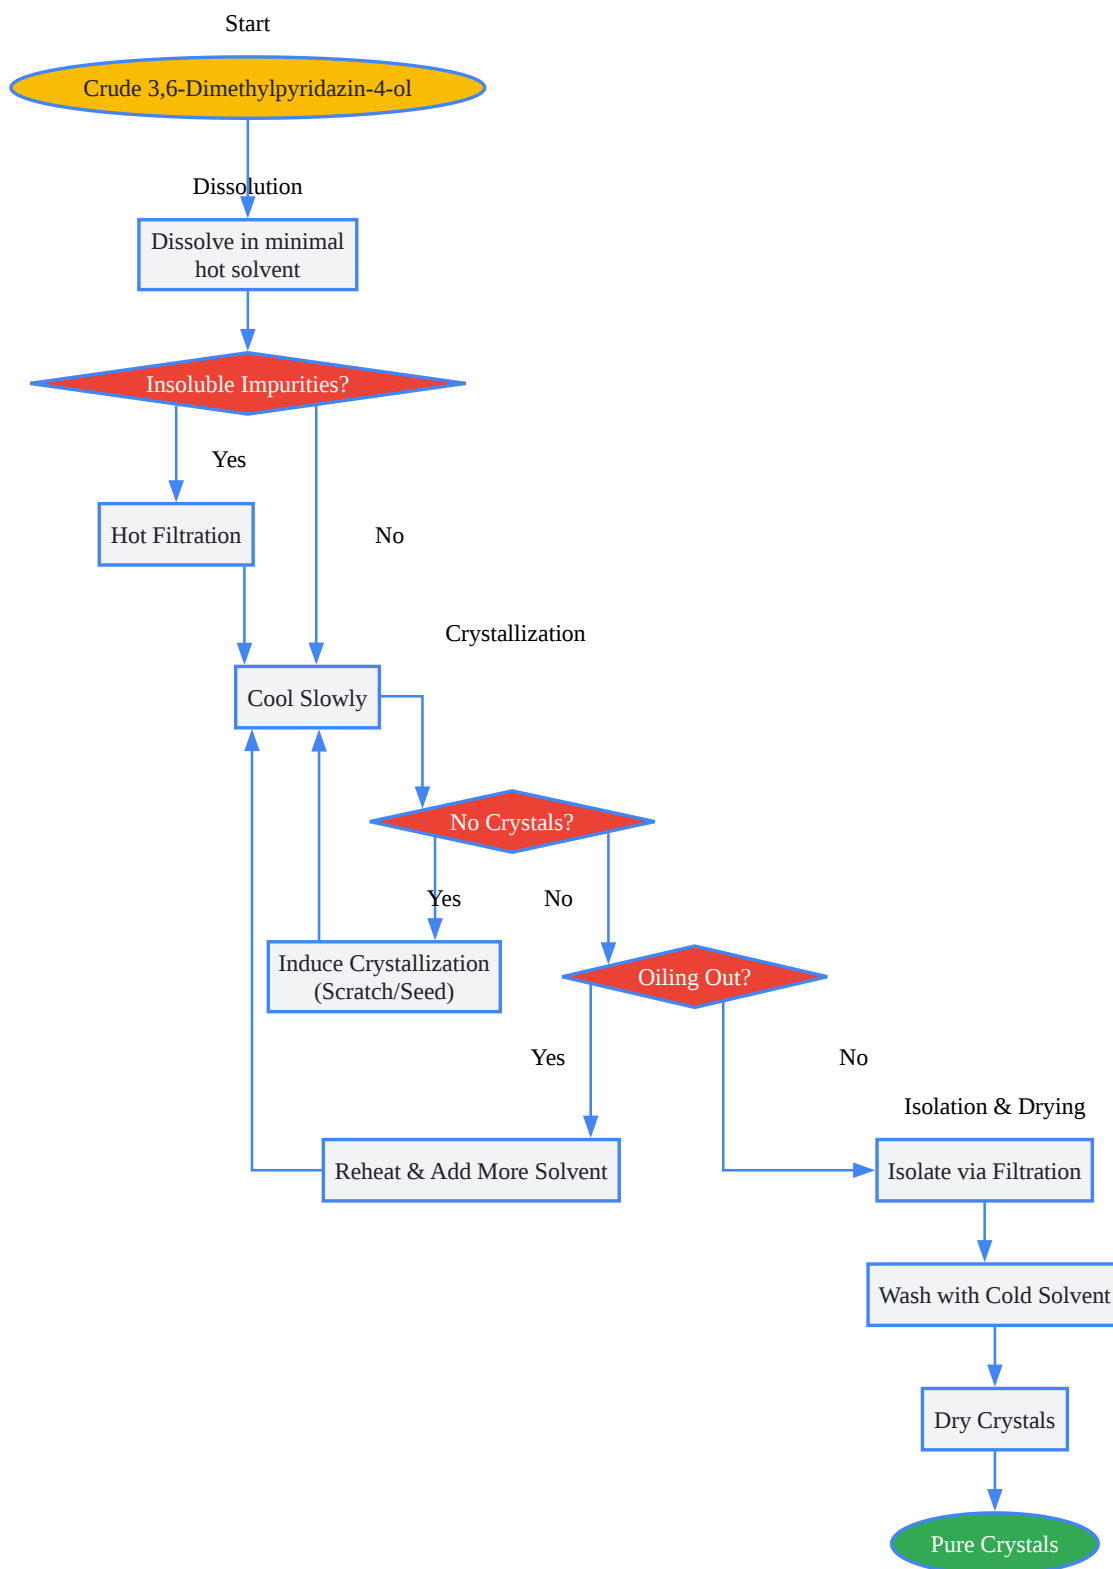 Start
Crude 3,6-Dimethylpyridazin-4-ol
Dissolution
Dissolve in minimal
hot solvent
Insoluble Impurities?
Yes
Hot Filtration
No
Crystallization
Cool Slowly
No Crystals?
Yes
No
Induce Crystallization
(Scratch/Seed)
Oiling Out?
Yes
No
Isolation & Drying
Reheat & Add More Solvent
Isolate via Filtration
Wash with Cold Solvent
Dry Crystals
Pure Crystals